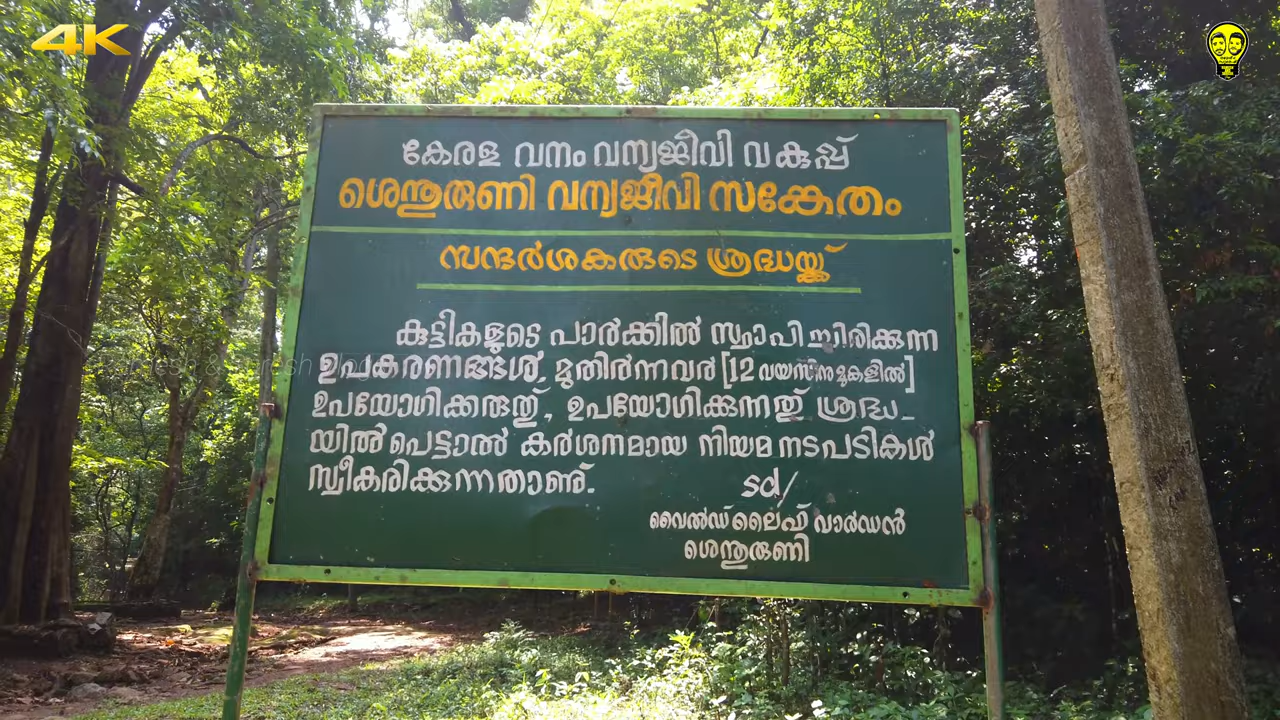 4K
കേരള വനം വന്യജീവി വകുപ്പ്
ശെന്തുരുണി വന്യജീവി സങ്കേതം
സന്ദർശകരുടെ ശ്രദ്ധയ്ക്ക്
കുട്ടികളുടെ പാർക്കിൽ സ്ഥാപിച്ചിരിക്കുന്ന
ഉപകരണങ്ങൾ, മുതിർന്നവർ [12 വയസിനുമുകളിൽ]
ഉപയോഗിക്കരുത്, ഉപയോഗിക്കുന്നത് ശ്രദ്ധ-
യിൽപെട്ടാൽ കർശനമായ നിയമ നടപടികൾ
സ്വീകരിക്കുന്നതാണ്.
sd/
വൈൽഡ് ലൈഫ് വാർഡൻ
ശെന്തുരുണി